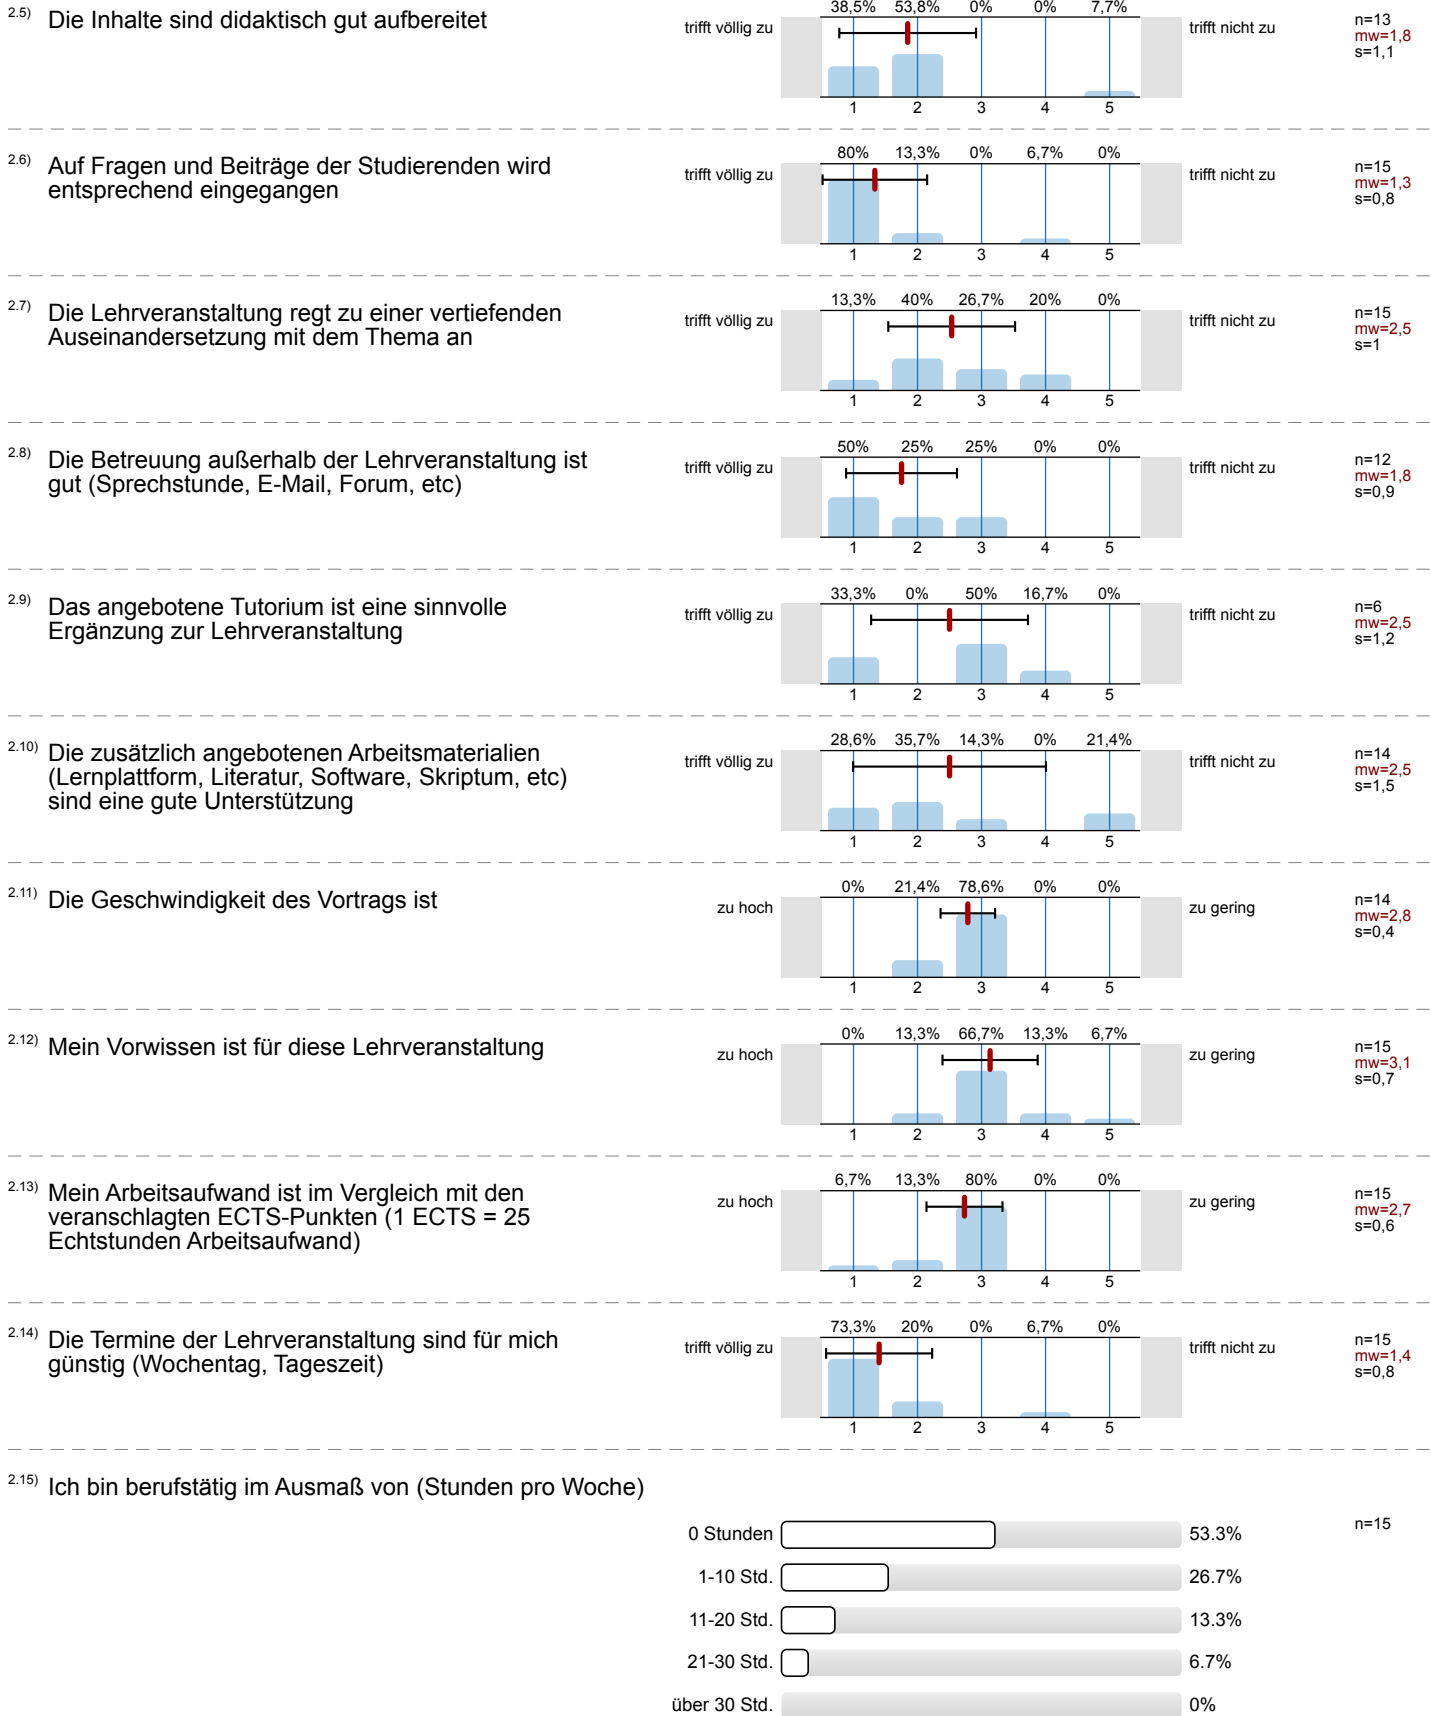 2.5) Die Inhalte sind didaktisch gut aufbereitet
trifft völlig zu
38,5% 53,8% 0% 0% 7,7%
1 2 3 4 5
trifft nicht zu
n=13
mw=1,8
s=1,1
2.6) Auf Fragen und Beiträge der Studierenden wird
entsprechend eingegangen
trifft völlig zu
80% 13,3% 0% 6,7% 0%
1 2 3 4 5
trifft nicht zu
n=15
mw=1,3
s=0,8
2.7) Die Lehrveranstaltung regt zu einer vertiefenden
Auseinandersetzung mit dem Thema an
trifft völlig zu
13,3% 40% 26,7% 20% 0%
1 2 3 4 5
trifft nicht zu
n=15
mw=2,5
s=1
2.8) Die Betreuung außerhalb der Lehrveranstaltung ist
gut (Sprechstunde, E-Mail, Forum, etc)
trifft völlig zu
50% 25% 25% 0% 0%
1 2 3 4 5
trifft nicht zu
n=12
mw=1,8
s=0,9
2.9) Das angebotene Tutorium ist eine sinnvolle
Ergänzung zur Lehrveranstaltung
trifft völlig zu
33,3% 0% 50% 16,7% 0%
1 2 3 4 5
trifft nicht zu
n=6
mw=2,5
s=1,2
2.10) Die zusätzlich angebotenen Arbeitsmaterialien
(Lernplattform, Literatur, Software, Skriptum, etc)
sind eine gute Unterstützung
trifft völlig zu
28,6% 35,7% 14,3% 0% 21,4%
1 2 3 4 5
trifft nicht zu
n=14
mw=2,5
s=1,5
2.11) Die Geschwindigkeit des Vortrags ist
zu hoch
0% 21,4% 78,6% 0% 0%
1 2 3 4 5
zu gering
n=14
mw=2,8
s=0,4
2.12) Mein Vorwissen ist für diese Lehrveranstaltung
zu hoch
0% 13,3% 66,7% 13,3% 6,7%
1 2 3 4 5
zu gering
n=15
mw=3,1
s=0,7
2.13) Mein Arbeitsaufwand ist im Vergleich mit den
veranschlagten ECTS-Punkten (1 ECTS = 25
Echtstunden Arbeitsaufwand)
zu hoch
6,7% 13,3% 80% 0% 0%
1 2 3 4 5
zu gering
n=15
mw=2,7
s=0,6
2.14) Die Termine der Lehrveranstaltung sind für mich
günstig (Wochentag, Tageszeit)
trifft völlig zu
73,3% 20% 0% 6,7% 0%
1 2 3 4 5
trifft nicht zu
n=15
mw=1,4
s=0,8
2.15) Ich bin berufstätig im Ausmaß von (Stunden pro Woche)
n=15
0 Stunden 53.3%
1-10 Std. 26.7%
11-20 Std. 13.3%
21-30 Std. 6.7%
über 30 Std. 0%